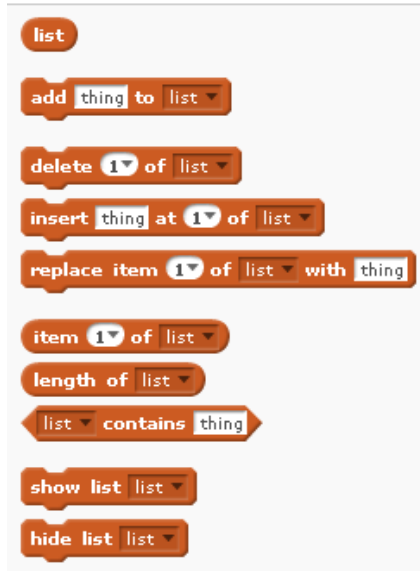 list
add thing to list
delete 1 of list
insert thing at 1 of list
replace item 1 of list with thing
item 1 of list
length of list
list contains thing
show list list
hide list list